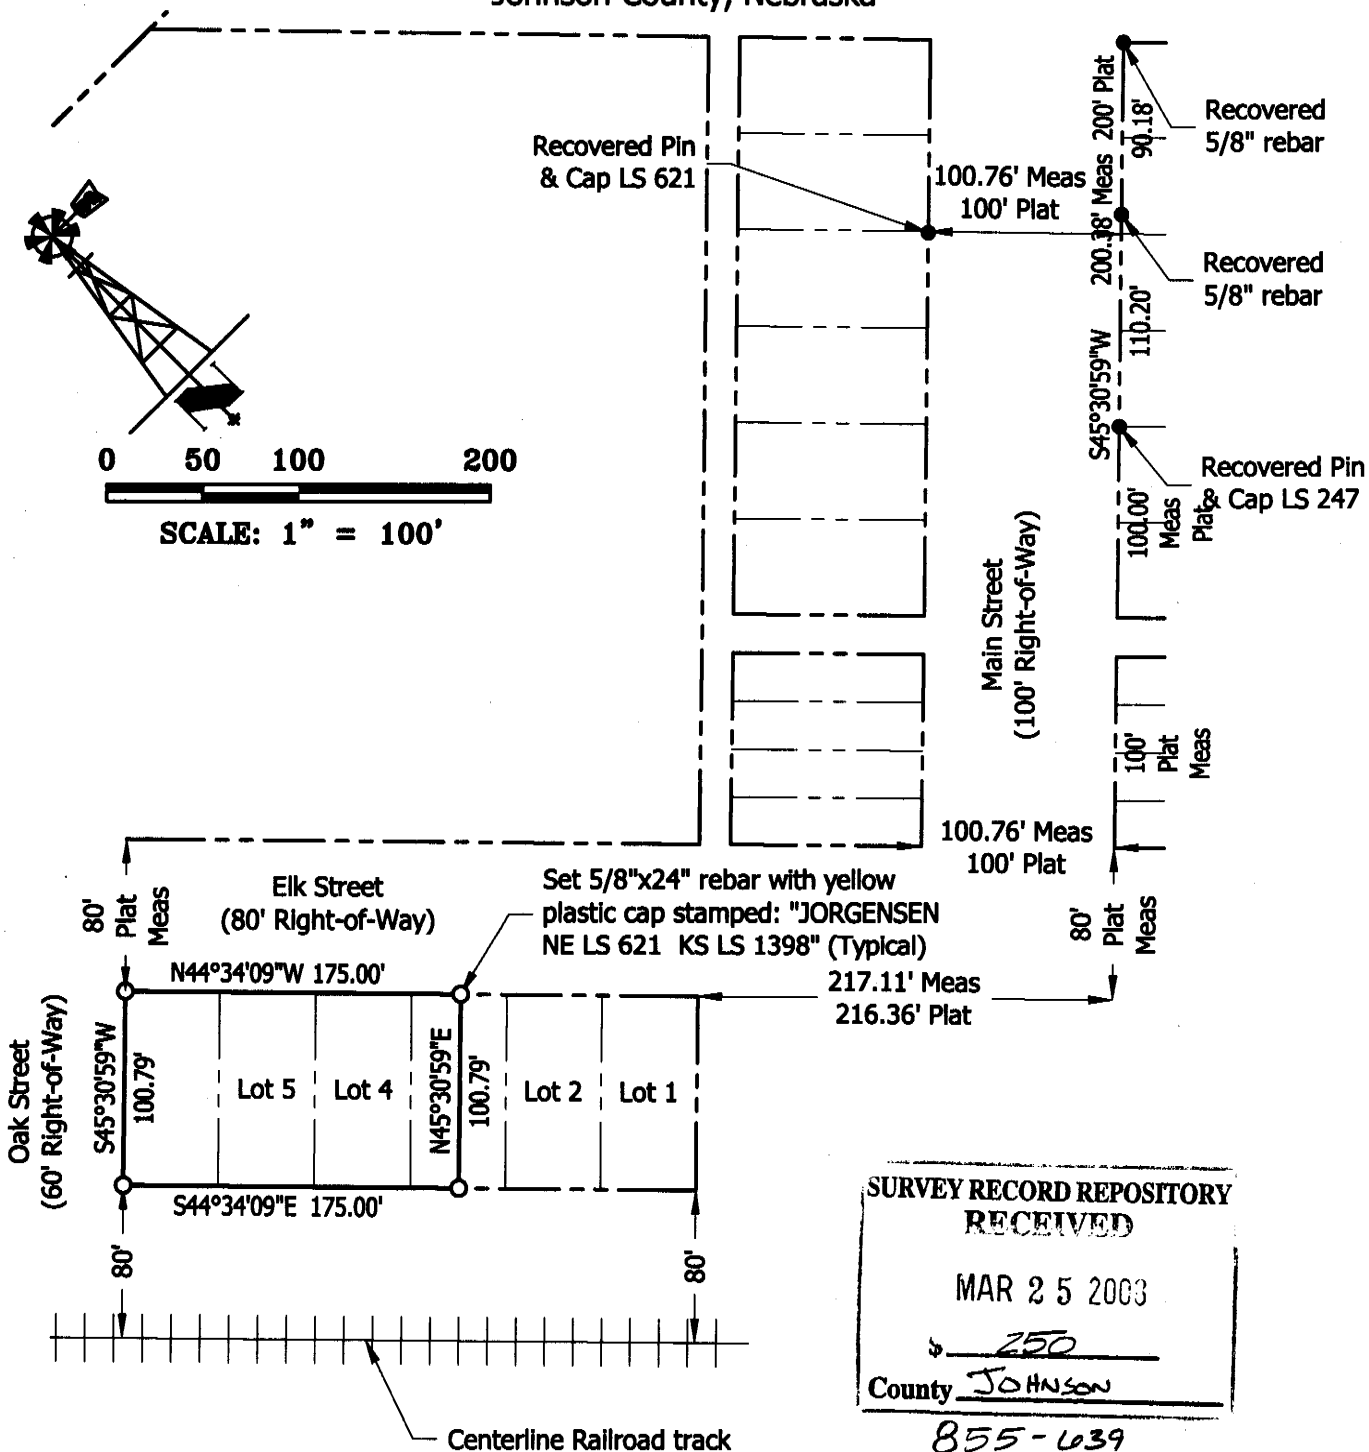 Johnson County, Nebraska
Recovered Pin
& Cap LS 621
100.76' Meas
100' Plat
200' Plat
200.38' Meas
90.18'
Recovered
5/8" rebar
Recovered
5/8" rebar
110.20'
S45°30'59"W
Recovered Pin
& Cap LS 247
100.00'
Meas
Plat
0 50 100 200
SCALE: 1" = 100'
Main Street
(100' Right-of-Way)
100'
Plat
Meas
100.76' Meas
100' Plat
80'
Plat
Meas
Elk Street
(80' Right-of-Way)
Set 5/8"x24" rebar with yellow
plastic cap stamped: "JORGENSEN
NE LS 621 KS LS 1398" (Typical)
80'
Plat
Meas
N44°34'09"W 175.00'
217.11' Meas
216.36' Plat
Oak Street
(60' Right-of-Way)
S45°30'59"W
100.79'
Lot 5
Lot 4
N45°30'59"E
100.79'
Lot 2
Lot 1
S44°34'09"E 175.00'
80'
80'
Centerline Railroad track
SURVEY RECORD REPOSITORY
RECEIVED
MAR 25
$ 250
County JOHNSON
855-639